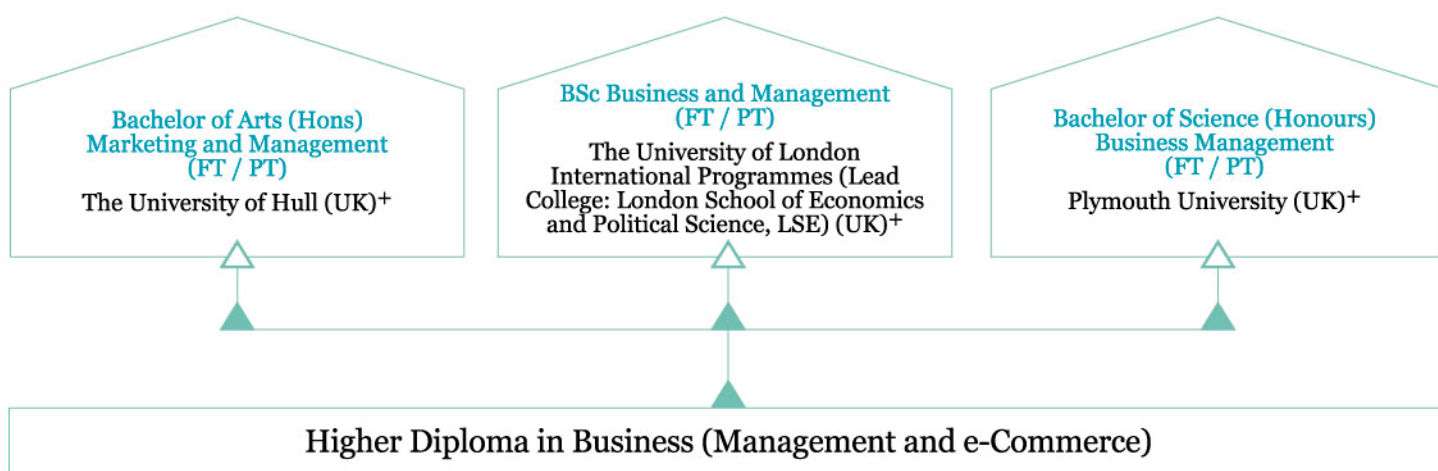 Bachelor of Arts (Hons)
Marketing and Management
(FT / PT)
The University of Hull (UK)+
BSc Business and Management
(FT / PT)
The University of London
International Programmes (Lead
College: London School of Economics
and Political Science, LSE) (UK)+
Bachelor of Science (Honours)
Business Management
(FT / PT)
Plymouth University (UK)+
Higher Diploma in Business (Management and e-Commerce)